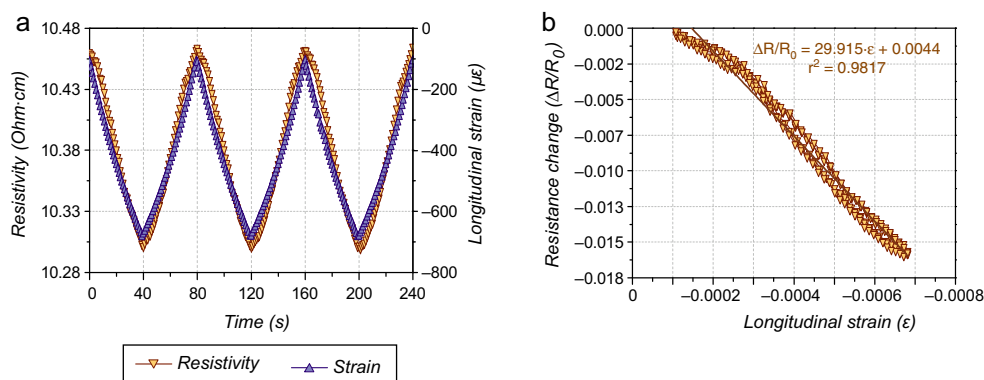 a
10.48
10.43
10.38
10.33
10.28
Resistivity (Ohm·cm)
0
−200
−400
−600
−800
Longitudinal strain (με)
0
40
80
120
160
200
240
Time (s)
Resistivity
Strain
b
0.000
−0.002
−0.005
−0.007
−0.010
−0.013
−0.015
−0.018
Resistance change (ΔR/R0)
ΔR/R0 = 29.915·ε + 0.0044
r² = 0.9817
0
−0.0002
−0.0004
−0.0006
−0.0008
Longitudinal strain (ε)